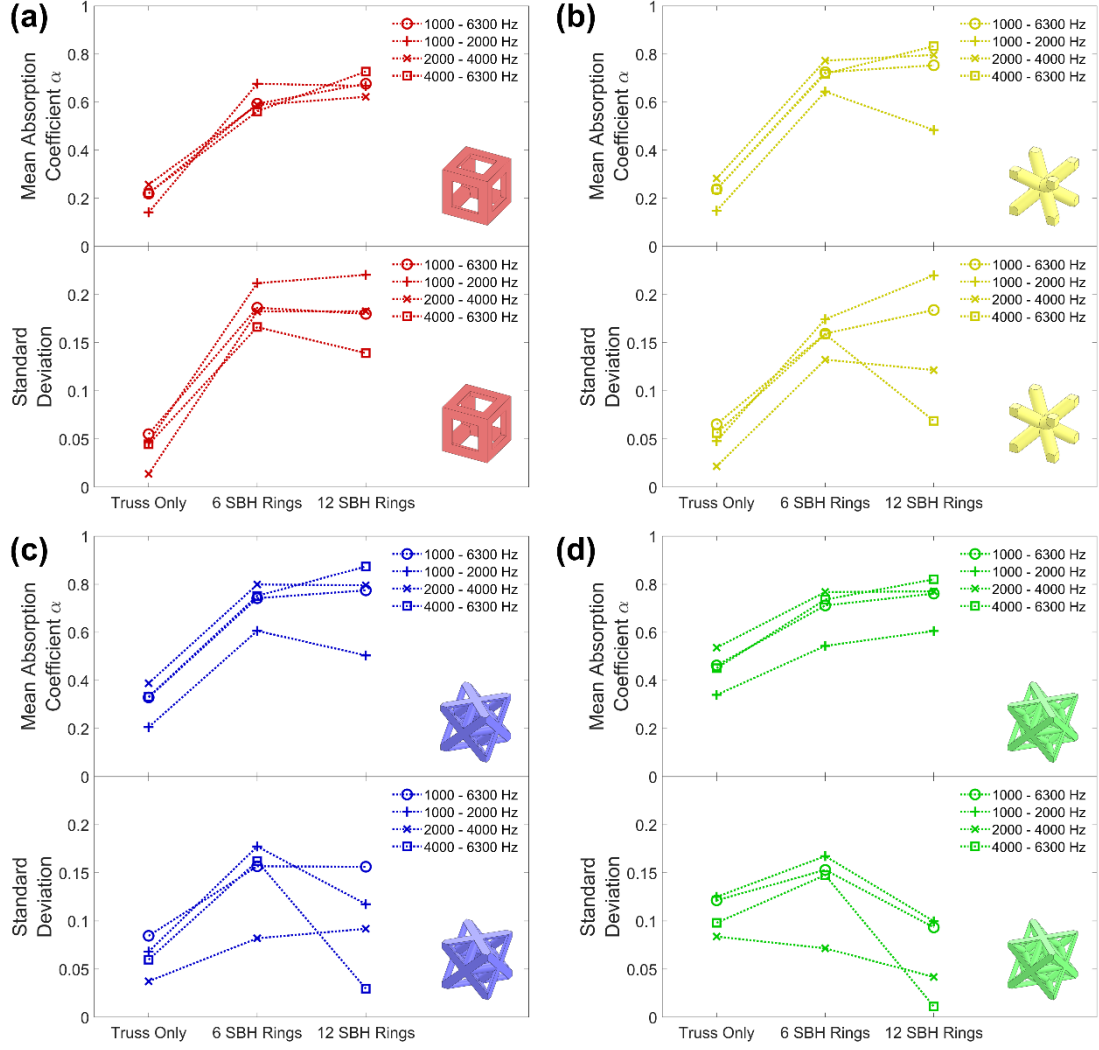 (a)
Mean Absorption
Coefficient α
1
0.8
0.6
0.4
0.2
0
1000 - 6300 Hz
1000 - 2000 Hz
2000 - 4000 Hz
4000 - 6300 Hz
Standard
Deviation
0.2
0.15
0.1
0.05
0
1000 - 6300 Hz
1000 - 2000 Hz
2000 - 4000 Hz
4000 - 6300 Hz
Truss Only 6 SBH Rings 12 SBH Rings
(b)
Mean Absorption
Coefficient α
1
0.8
0.6
0.4
0.2
0
1000 - 6300 Hz
1000 - 2000 Hz
2000 - 4000 Hz
4000 - 6300 Hz
Standard
Deviation
0.2
0.15
0.1
0.05
0
1000 - 6300 Hz
1000 - 2000 Hz
2000 - 4000 Hz
4000 - 6300 Hz
Truss Only 6 SBH Rings 12 SBH Rings
(c)
Mean Absorption
Coefficient α
1
0.8
0.6
0.4
0.2
0
1000 - 6300 Hz
1000 - 2000 Hz
2000 - 4000 Hz
4000 - 6300 Hz
Standard
Deviation
0.2
0.15
0.1
0.05
0
1000 - 6300 Hz
1000 - 2000 Hz
2000 - 4000 Hz
4000 - 6300 Hz
Truss Only 6 SBH Rings 12 SBH Rings
(d)
Mean Absorption
Coefficient α
1
0.8
0.6
0.4
0.2
0
1000 - 6300 Hz
1000 - 2000 Hz
2000 - 4000 Hz
4000 - 6300 Hz
Standard
Deviation
0.2
0.15
0.1
0.05
0
1000 - 6300 Hz
1000 - 2000 Hz
2000 - 4000 Hz
4000 - 6300 Hz
Truss Only 6 SBH Rings 12 SBH Rings